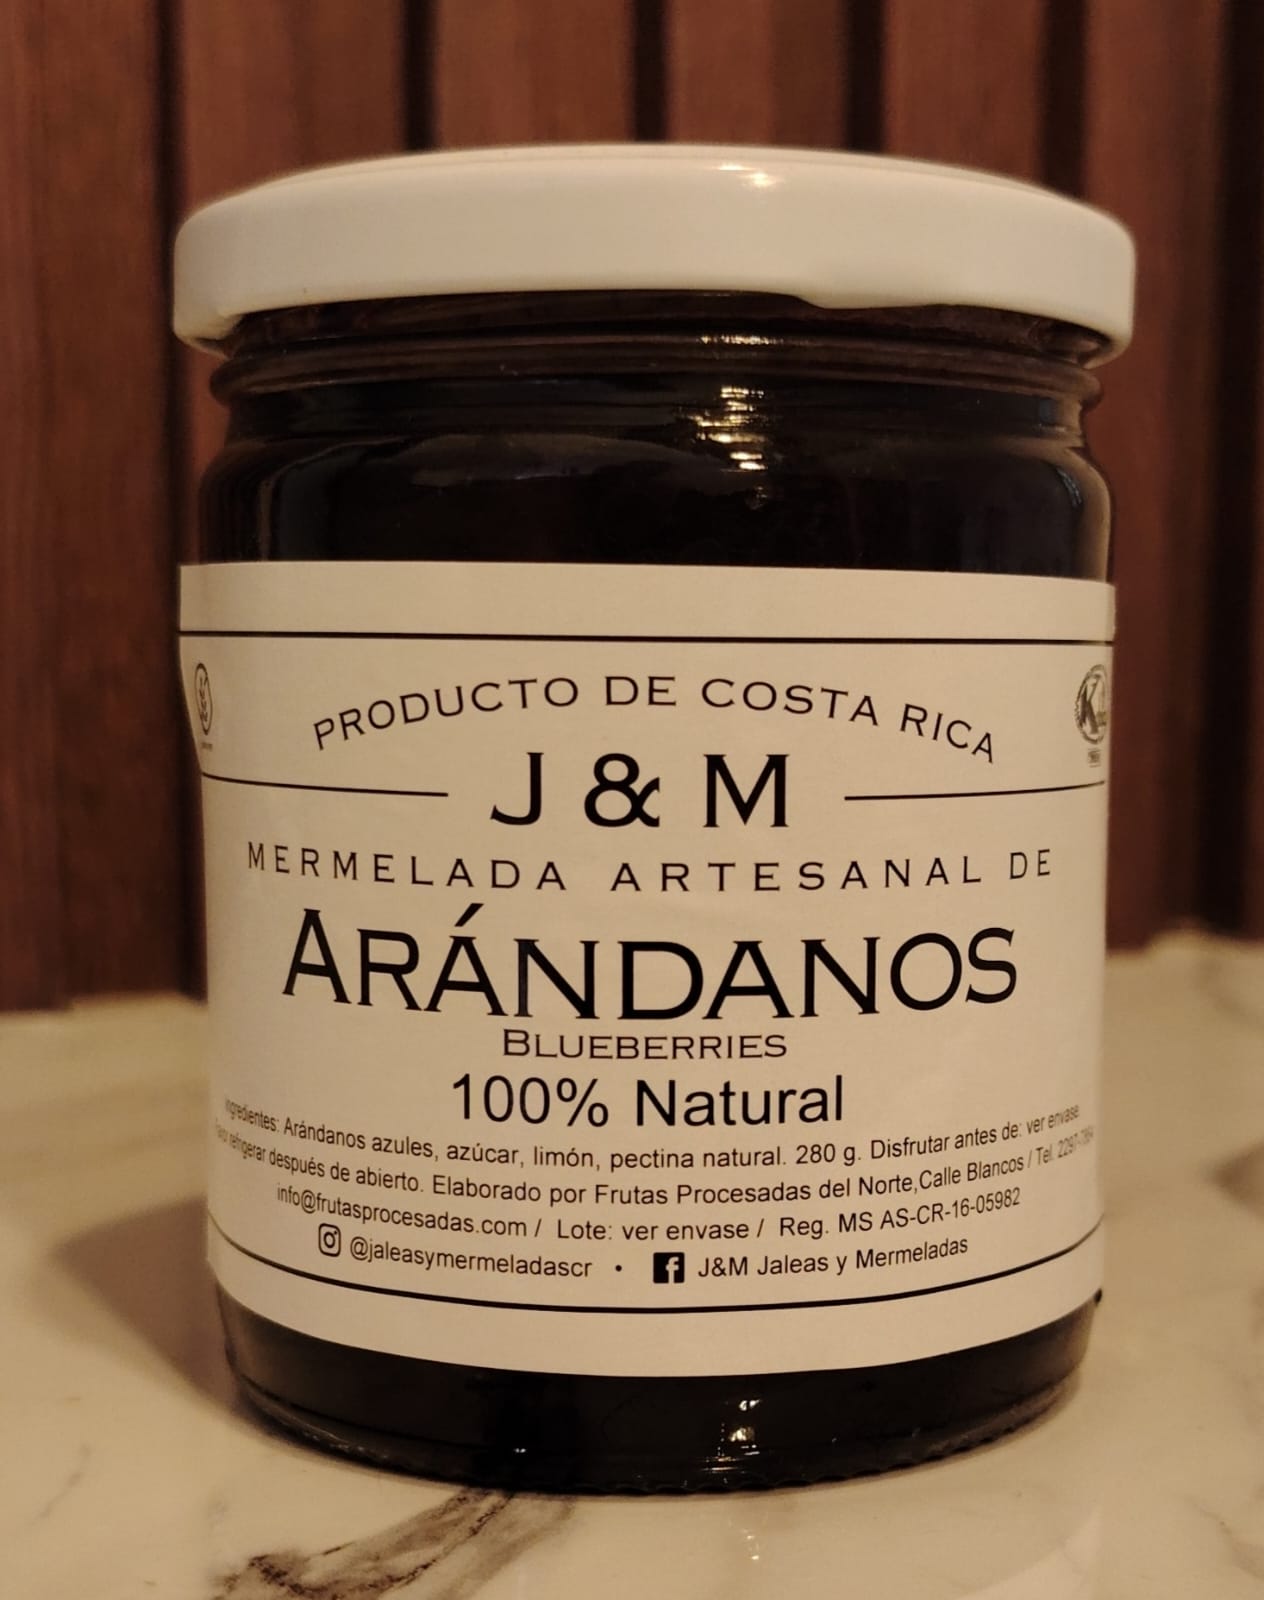 PRODUCTO DE COSTA RICA
J & M
MERMELADA ARTESANAL DE
ARÁNDANOS
BLUEBERRIES
100% Natural
Ingredientes: Arándanos azules, azúcar, limón, pectina natural. 280 g. Disfrutar antes de: ver envase
Favor refrigerar después de abierto. Elaborado por Frutas Procesadas del Norte,Calle Blancos / Tel.
info@frutasprocesadas.com / Lote: ver envase / Reg. MS AS-CR-16-05982
@jaleasymermeladascr • J&M Jaleas y Mermeladas